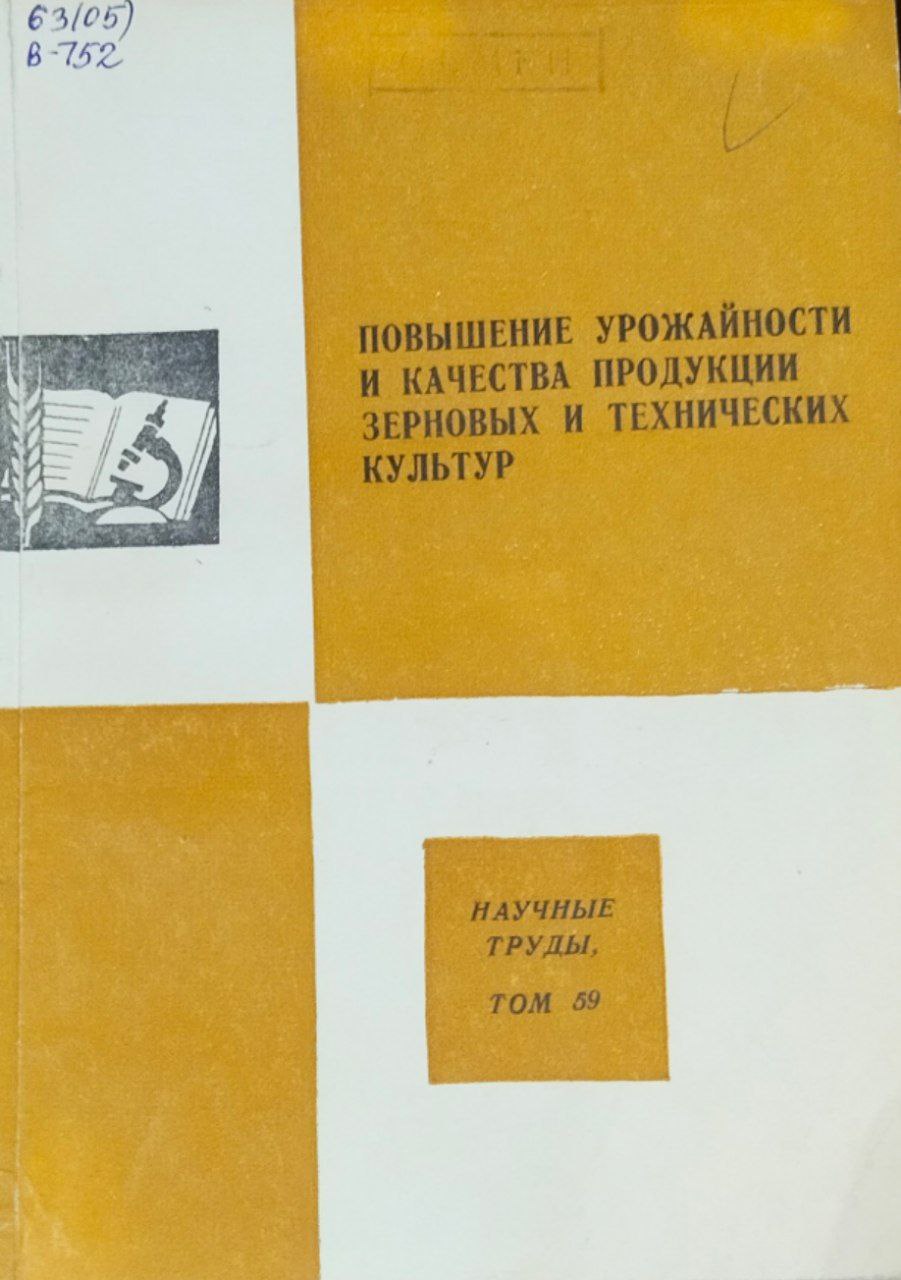 63(05)
В-752
ПОВЫШЕНИЕ УРОЖАЙНОСТИ
И КАЧЕСТВА ПРОДУКЦИИ
ЗЕРНОВЫХ И ТЕХНИЧЕСКИХ
КУЛЬТУР
НАУЧНЫЕ
ТРУДЫ,
ТОМ 59